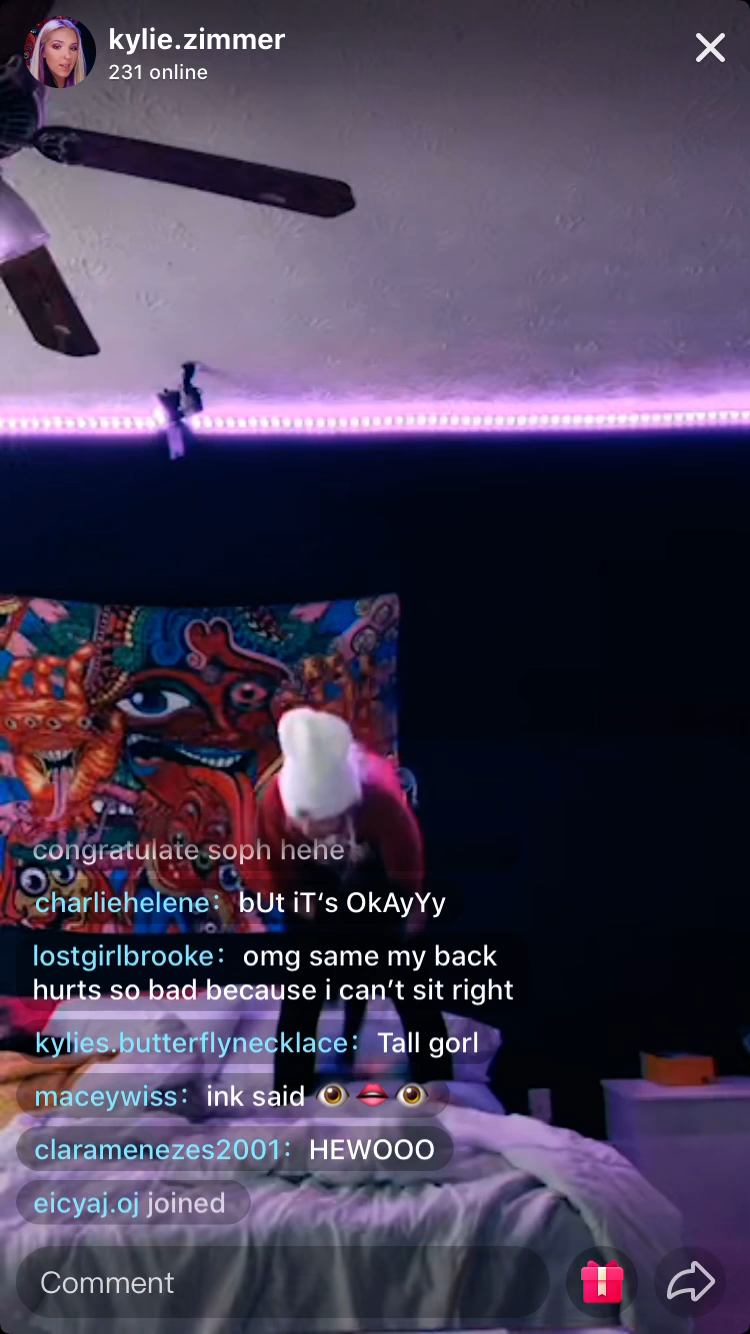 kylie.zimmer
231 online
congratulate soph hehe
charliehelene: bUt iT‘s OkAyYy
lostgirlbrooke: omg same my back
hurts so bad because i can’t sit right
kylies.butterflynecklace: Tall gorl
maceywiss: ink said 👁️👄👁️
claramenezes2001: HEWOOO
eicyaj.oj joined
Comment